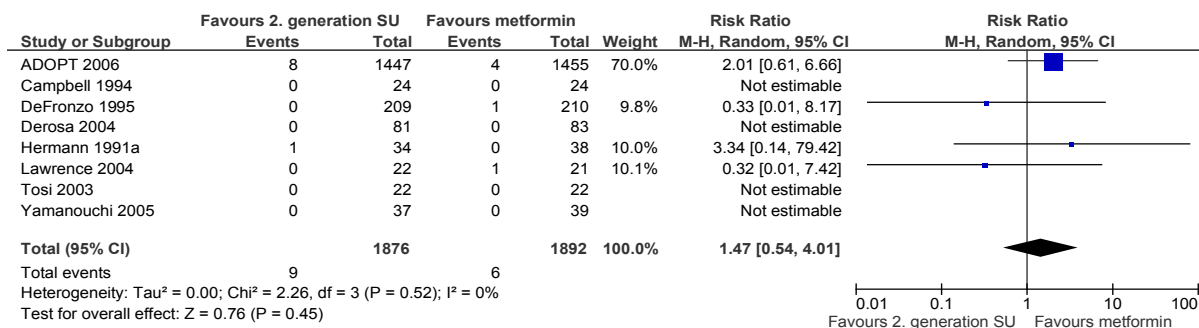 Favours 2. generation SU Favours metformin Risk Ratio Risk Ratio
Study or Subgroup Events Total Events Total Weight M-H, Random, 95% CI M-H, Random, 95% CI
ADOPT 2006 8 1447 4 1455 70.0% 2.01 [0.61, 6.66]
Campbell 1994 0 24 0 24 Not estimable
DeFronzo 1995 0 209 1 210 9.8% 0.33 [0.01, 8.17]
Derosa 2004 0 81 0 83 Not estimable
Hermann 1991a 1 34 0 38 10.0% 3.34 [0.14, 79.42]
Lawrence 2004 0 22 1 21 10.1% 0.32 [0.01, 7.42]
Tosi 2003 0 22 0 22 Not estimable
Yamanouchi 2005 0 37 0 39 Not estimable
Total (95% CI) 1876 1892 100.0% 1.47 [0.54, 4.01]
Total events 9 6
Heterogeneity: Tau² = 0.00; Chi² = 2.26, df = 3 (P = 0.52); I² = 0%
Test for overall effect: Z = 0.76 (P = 0.45)
0.01 0.1 1 10 100
Favours 2. generation SU Favours metformin